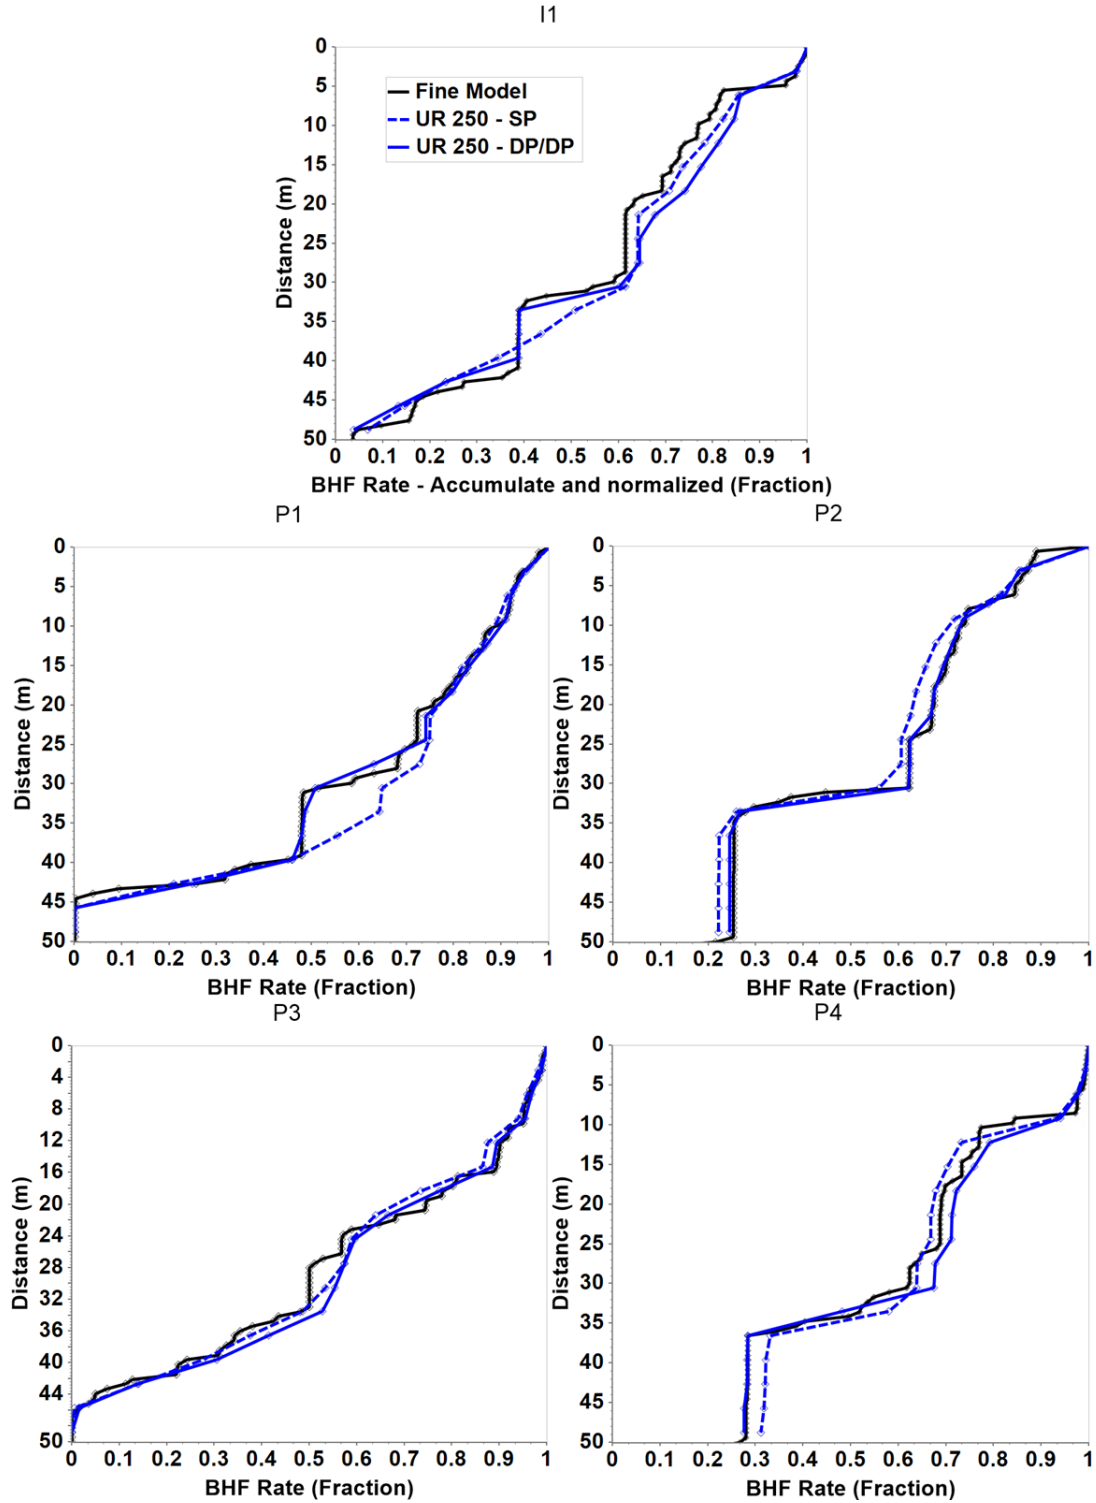 I1
0
5
10
15
20
25
30
35
40
45
50
Distance (m)
Fine Model
UR 250 - SP
UR 250 - DP/DP
0 0.1 0.2 0.3 0.4 0.5 0.6 0.7 0.8 0.9 1
BHF Rate - Accumulate and normalized (Fraction)
P1
0
5
10
15
20
25
30
35
40
45
50
Distance (m)
0 0.1 0.2 0.3 0.4 0.5 0.6 0.7 0.8 0.9 1
BHF Rate (Fraction)
P2
0
5
10
15
20
25
30
35
40
45
50
Distance (m)
0 0.1 0.2 0.3 0.4 0.5 0.6 0.7 0.8 0.9 1
BHF Rate (Fraction)
P3
0
4
8
12
16
20
24
28
32
36
40
44
50
Distance (m)
0 0.1 0.2 0.3 0.4 0.5 0.6 0.7 0.8 0.9 1
BHF Rate (Fraction)
P4
0
5
10
15
20
25
30
35
40
45
50
Distance (m)
0 0.1 0.2 0.3 0.4 0.5 0.6 0.7 0.8 0.9 1
BHF Rate (Fraction)